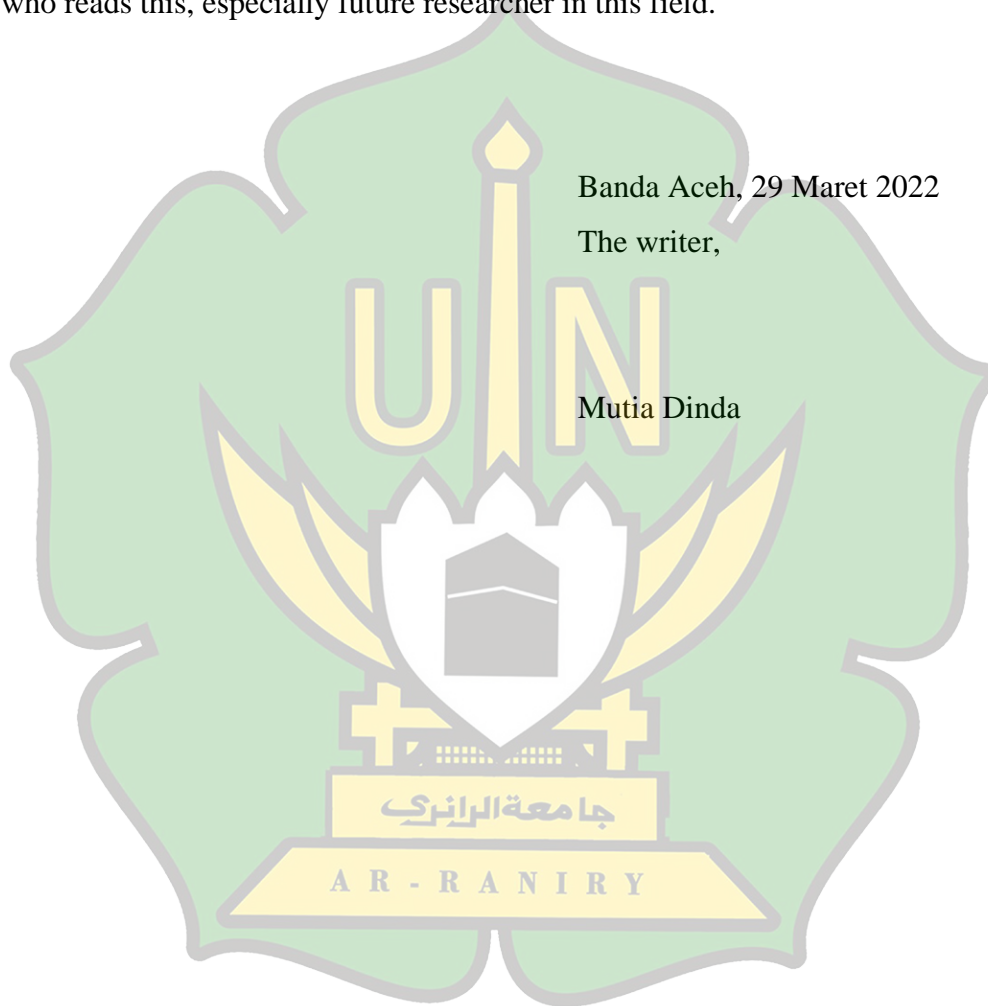 who reads this, especially future researcher in this field.
Banda Aceh, 29 Maret 2022
The writer,
Mutia Dinda
UIN
جامعةالرانري
AR-RANIRY